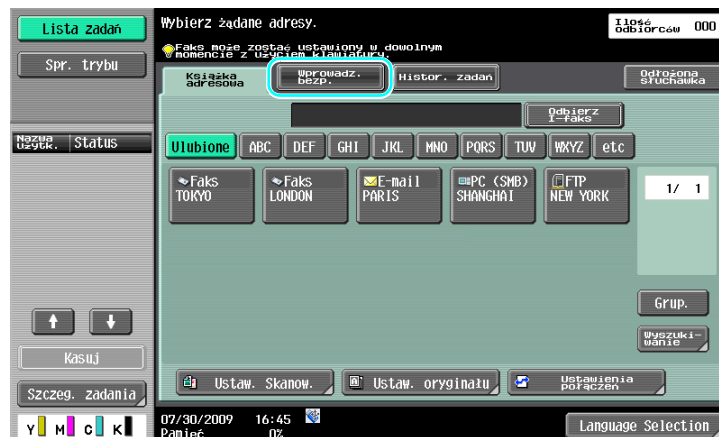 Lista zadań
Spr. trybu
Nazwa użytk.
Status
Kasuj
Szczeg. zadania
Y M C K
Wybierz żądane adresy.
Faks może zostać ustawiony w dowolnym
momencie z użyciem klawiatury.
Ilość
odbiorców 000
Książka
adresowa
Wprowadz.
bezp.
Histor. zadań
Odłożona
słuchawka
Odbierz
I-faks
Ulubione ABC DEF GHI JKL MNO PQRS TUV WXYZ etc
Faks
TOKYO
Faks
LONDON
E-mail
PARIS
PC (SMB)
SHANGHAI
FTP
NEW YORK
1/ 1
Grup.
Wyszuki-
wanie
Ustaw. Skanow.
Ustaw. oryginału
Ustawienia
połączeń
07/30/2009 16:45
Pamięć 0%
Language Selection